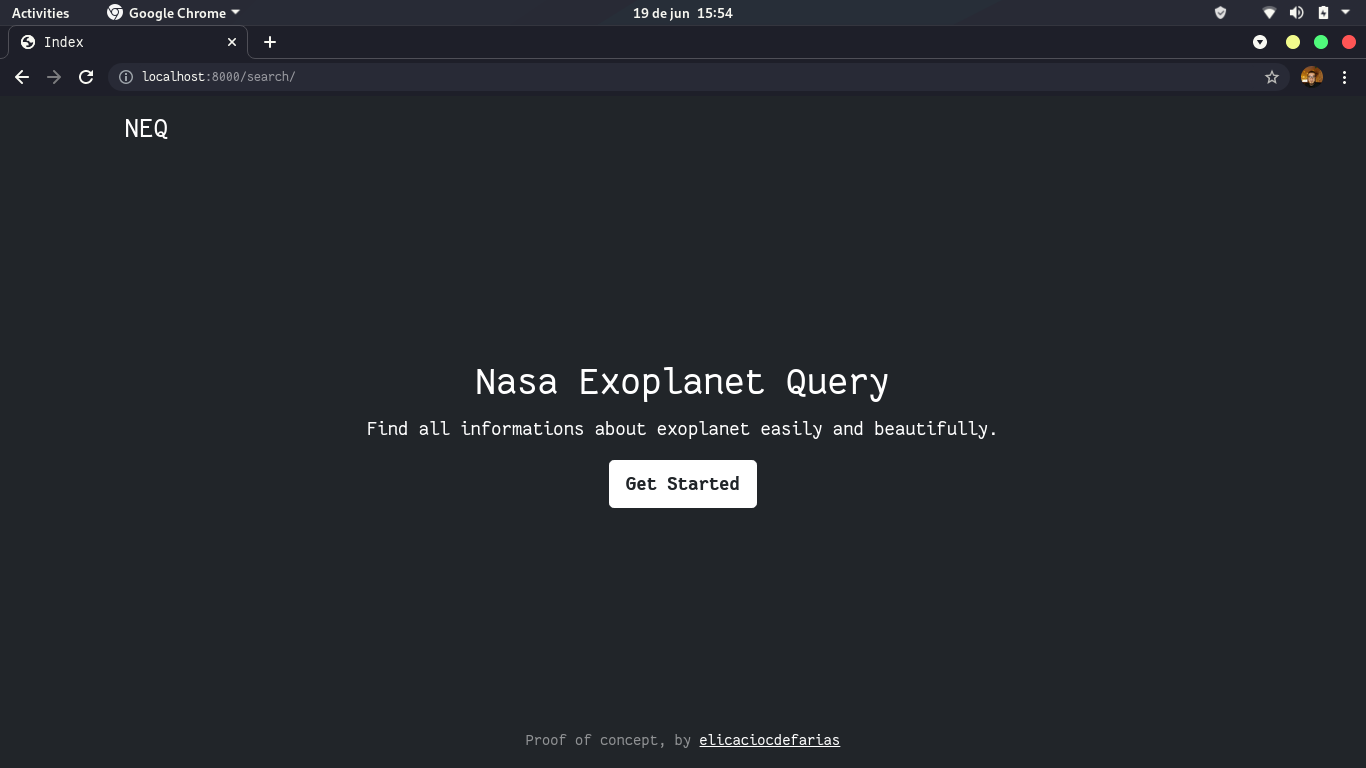 Activities
Google Chrome
19 de jun 15:54
Index
localhost:8000/search/
NEQ
Nasa Exoplanet Query
Find all informations about exoplanet easily and beautifully.
Get Started
Proof of concept, by elicaciocdefarias